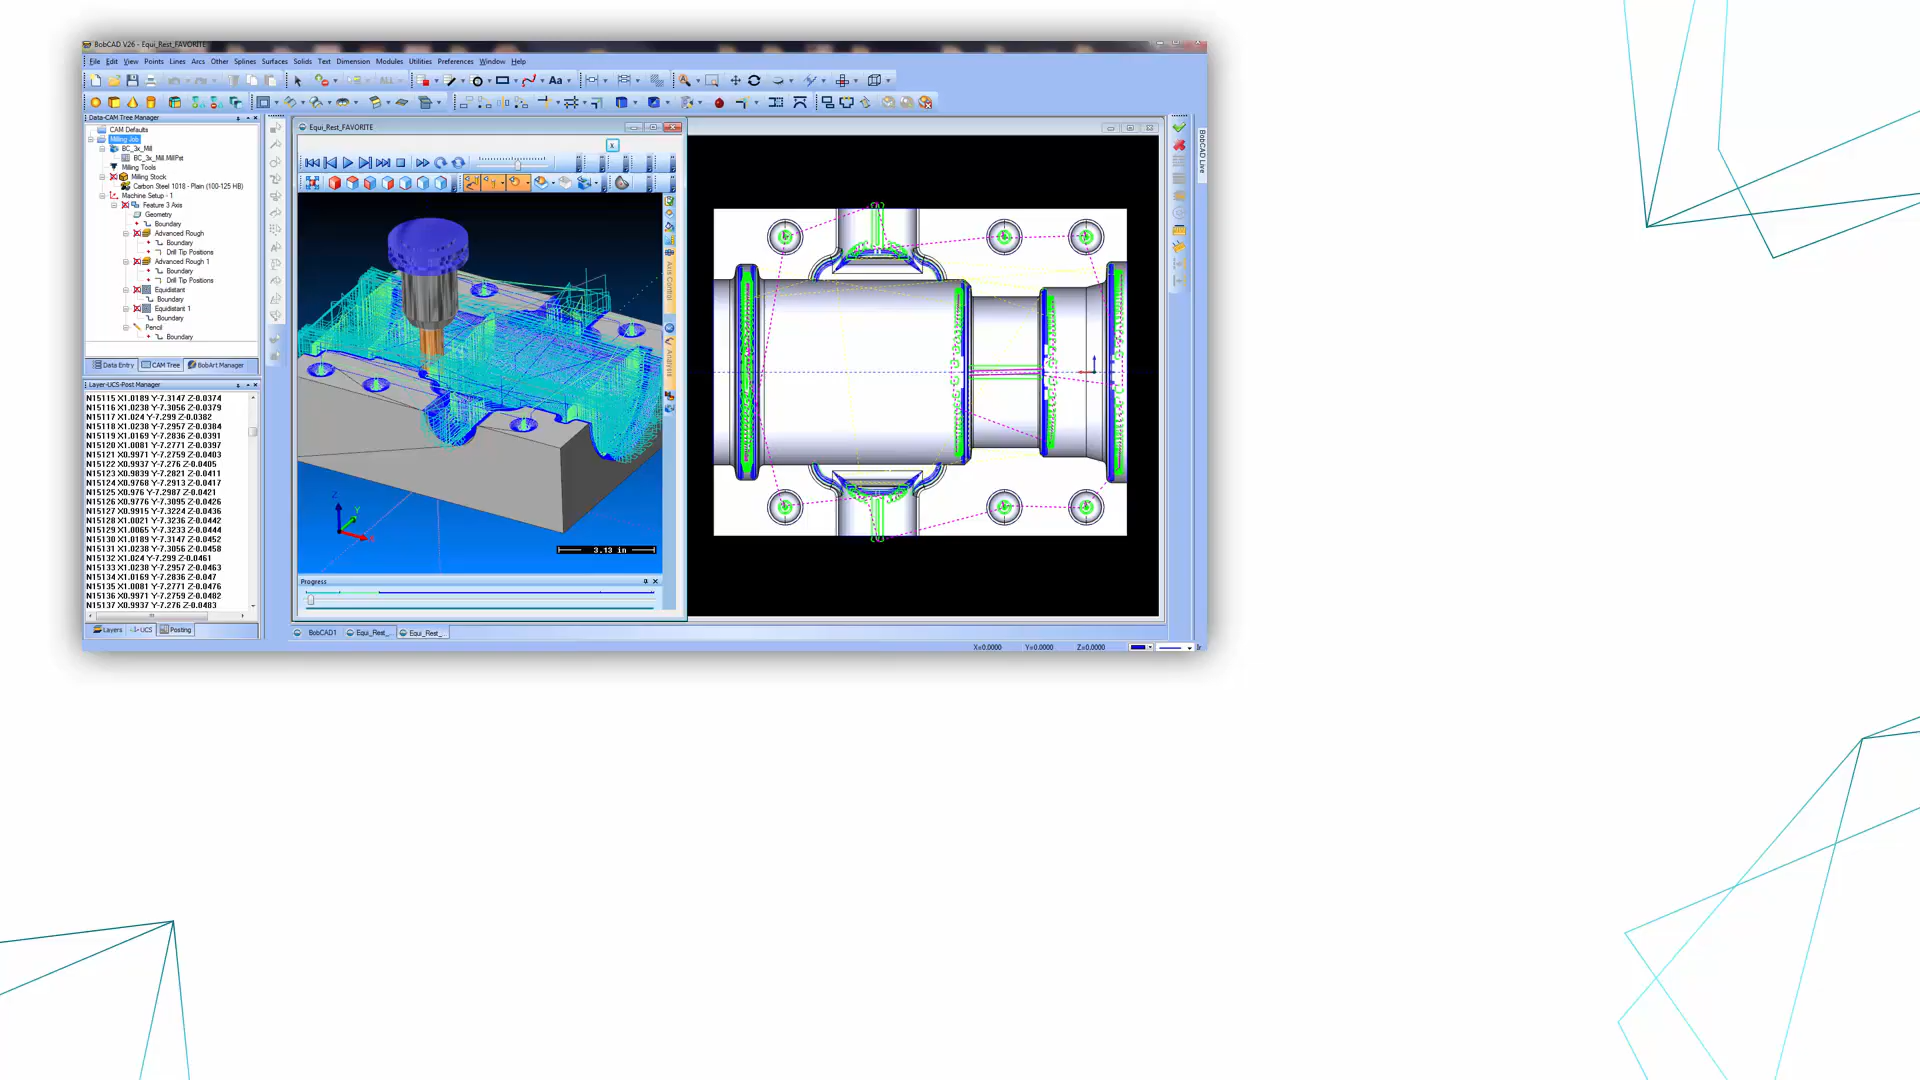 BobCAD V26 - Equi_Rest_FAVORITE
File Edit View Points Lines Arcs Other Splines Surfaces Solids Text Dimension Modules Utilities Preferences Window Help
Aa
ALL
Data-CAM Tree Manager
CAM Defaults
Milling Job
BC_3x_Mill
BC_3x_Mill.MillPst
Milling Tools
Milling Stock
Carbon Steel 1018 - Plain (100-125 HB)
Machine Setup - 1
Feature 3 Axis
Geometry
Boundary
Advanced Rough
Boundary
Drill Tip Positions
Advanced Rough 1
Boundary
Drill Tip Positions
Equidistant
Boundary
Equidistant 1
Boundary
Pencil
Boundary
Data Entry CAM Tree BobArt Manager
Layer-UCS-Post Manager
N15115 X1.0189 Y-7.3147 Z-0.0374
N15116 X1.0238 Y-7.3056 Z-0.0379
N15117 X1.024 Y-7.299 Z-0.0382
N15118 X1.0238 Y-7.2957 Z-0.0384
N15119 X1.0169 Y-7.2836 Z-0.0391
N15120 X1.0081 Y-7.2771 Z-0.0397
N15121 X0.9971 Y-7.2759 Z-0.0403
N15122 X0.9937 Y-7.276 Z-0.0405
N15123 X0.9839 Y-7.2821 Z-0.0411
N15124 X0.9768 Y-7.2913 Z-0.0417
N15125 X0.976 Y-7.2987 Z-0.0421
N15126 X0.9776 Y-7.3095 Z-0.0426
N15127 X0.9915 Y-7.3224 Z-0.0436
N15128 X1.0021 Y-7.3236 Z-0.0442
N15129 X1.0065 Y-7.3233 Z-0.0444
N15130 X1.0189 Y-7.3147 Z-0.0452
N15131 X1.0238 Y-7.3056 Z-0.0458
N15132 X1.024 Y-7.299 Z-0.0461
N15133 X1.0238 Y-7.2957 Z-0.0463
N15134 X1.0169 Y-7.2836 Z-0.047
N15135 X1.0081 Y-7.2771 Z-0.0476
N15136 X0.9971 Y-7.2759 Z-0.0482
N15137 X0.9937 Y-7.276 Z-0.0483
Layers UCS Posting
Equi_Rest_FAVORITE
Axis Control
Analysis
Z
Y
X
3.13 in
Progress
BobCAD1 Equi_Rest_... Equi_Rest_...
BobCAD Live
X=0.0000 Y=0.0000 Z=0.0000